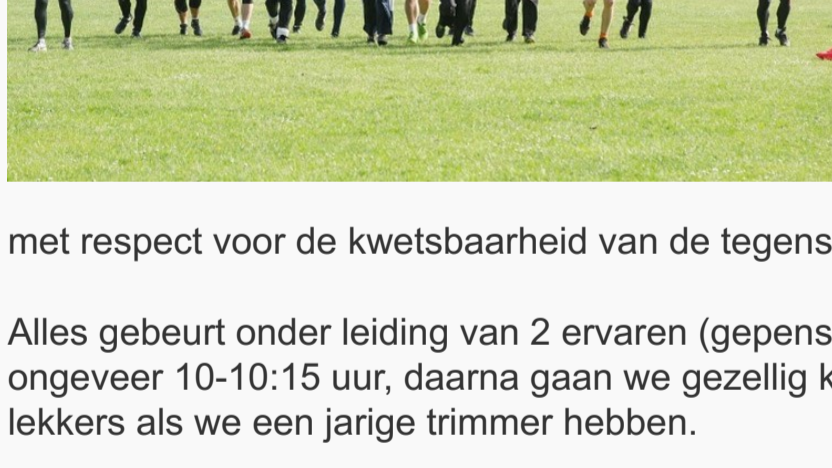 met respect voor de kwetsbaarheid van de
Alles gebeurt onder leiding van 2 ervaren
ongeveer 10-10:15 uur, daarna gaan we gezellig
lekkers als we een jarige trimmer hebben.